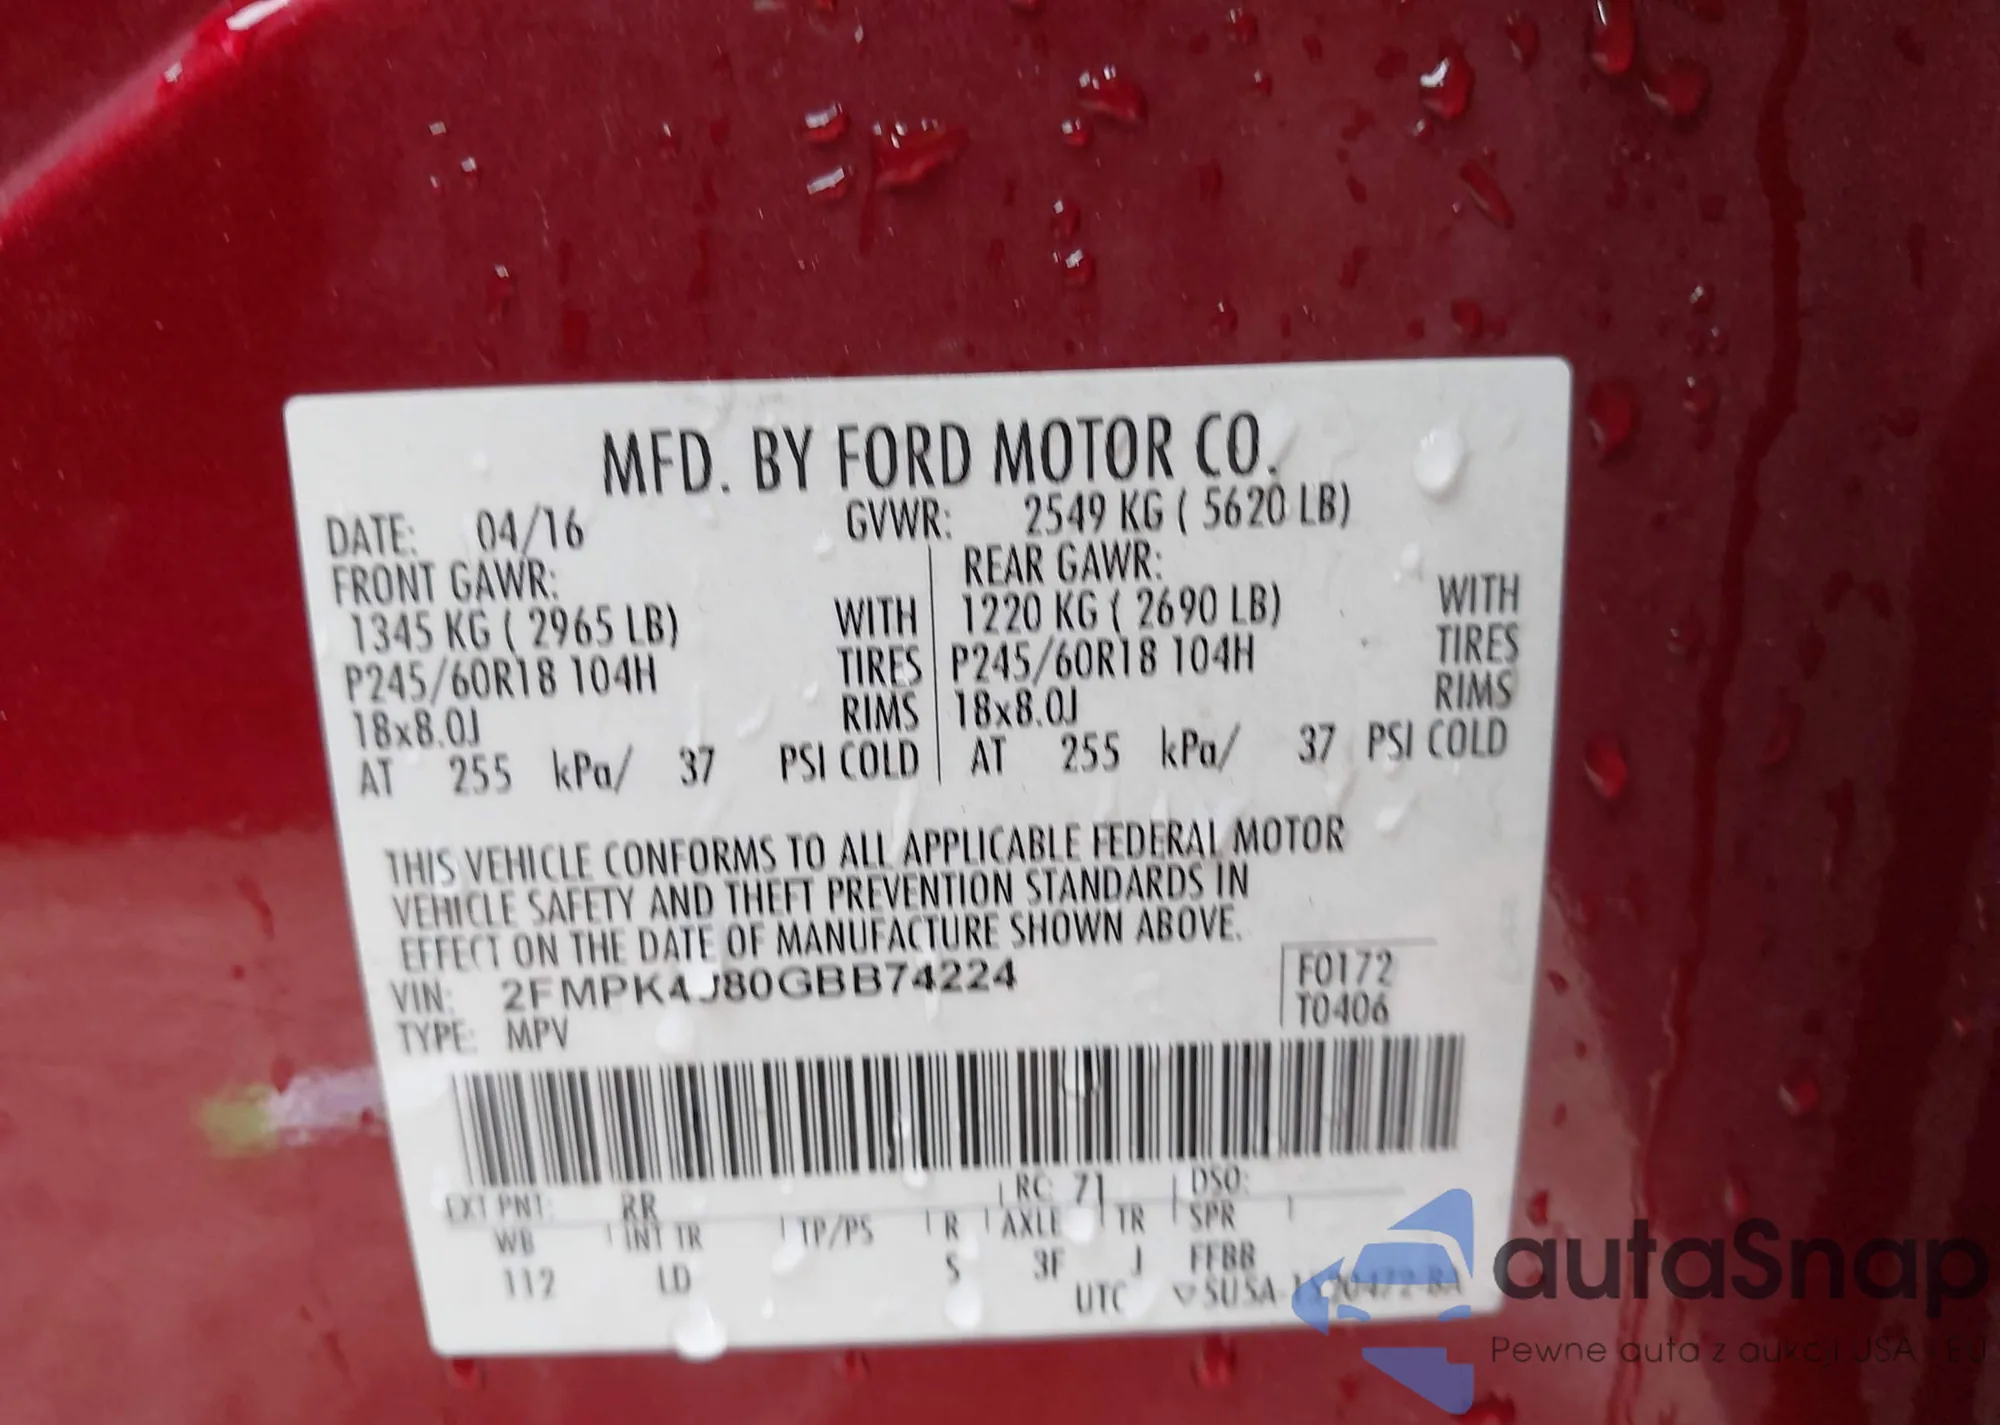 MFD. BY FORD MOTOR CO.
DATE: 04/16 GVWR: 2549 KG ( 5620 LB)
FRONT GAWR: REAR GAWR:
1345 KG ( 2965 LB) WITH 1220 KG ( 2690 LB) WITH
P245/60R18 104H TIRES P245/60R18 104H TIRES
18x8.0J RIMS 18x8.0J RIMS
AT 255 kPa/ 37 PSI COLD AT 255 kPa/ 37 PSI COLD
THIS VEHICLE CONFORMS TO ALL APPLICABLE FEDERAL MOTOR
VEHICLE SAFETY AND THEFT PREVENTION STANDARDS IN
EFFECT ON THE DATE OF MANUFACTURE SHOWN ABOVE.
VIN: 2FMPK4J80GBB74224 F0172
TYPE: MPV T0406
EXT PNT: RR RC: 71 DSO:
WB INT TR TP/PS R AXLE TR SPR
112 LD S 3F J FFBB
UTC
autaSnap
Pewne auta z aukcji USA i EU